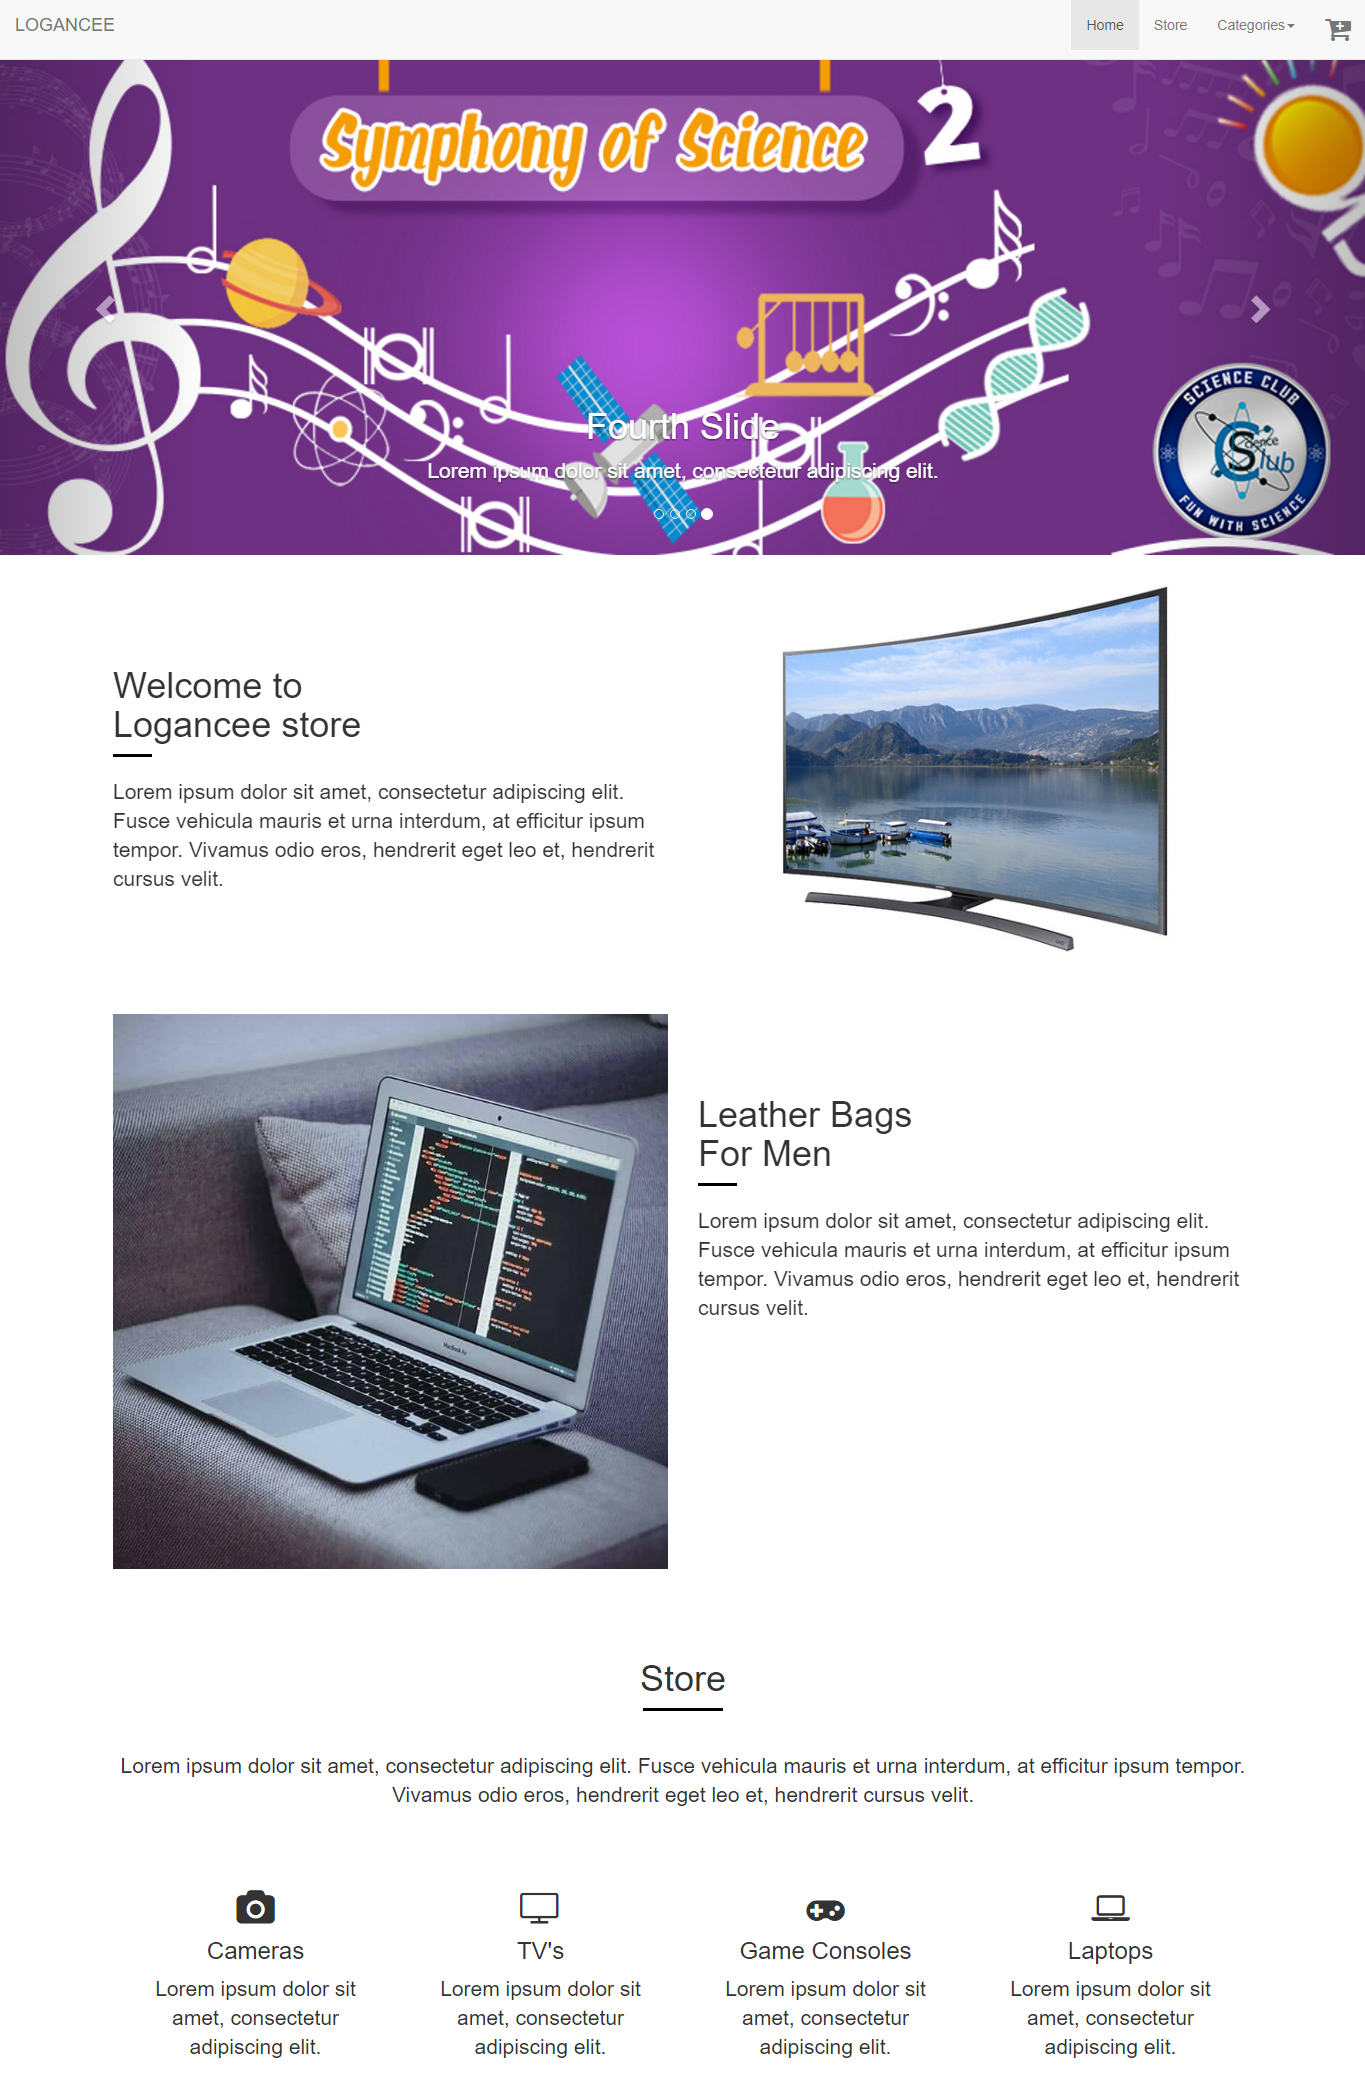 LOGANCEE
Home
Store
Categories
Symphony of Science
2
SCIENCE CLUB
Science
Club
FUN WITH SCIENCE
Fourth Slide
Lorem ipsum dolor sit amet, consectetur adipiscing elit.
Welcome to
Logancee store
Lorem ipsum dolor sit amet, consectetur adipiscing elit.
Fusce vehicula mauris et urna interdum, at efficitur ipsum
tempor. Vivamus odio eros, hendrerit eget leo et, hendrerit
cursus velit.
MacBook Air
Leather Bags
For Men
Lorem ipsum dolor sit amet, consectetur adipiscing elit.
Fusce vehicula mauris et urna interdum, at efficitur ipsum
tempor. Vivamus odio eros, hendrerit eget leo et, hendrerit
cursus velit.
Store
Lorem ipsum dolor sit amet, consectetur adipiscing elit. Fusce vehicula mauris et urna interdum, at efficitur ipsum tempor.
Vivamus odio eros, hendrerit eget leo et, hendrerit cursus velit.
Cameras
Lorem ipsum dolor sit
amet, consectetur
adipiscing elit.
TV's
Lorem ipsum dolor sit
amet, consectetur
adipiscing elit.
Game Consoles
Lorem ipsum dolor sit
amet, consectetur
adipiscing elit.
Laptops
Lorem ipsum dolor sit
amet, consectetur
adipiscing elit.